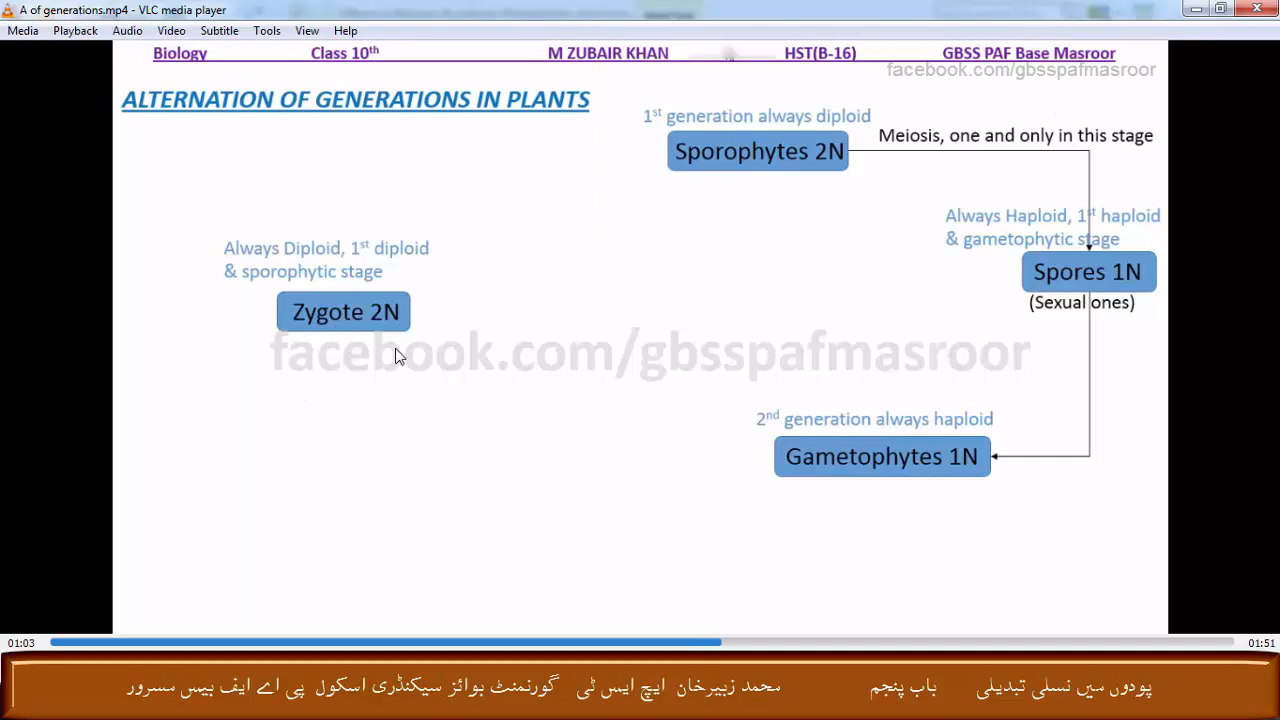 A of generations.mp4 - VLC media player
Media Playback Audio Video Subtitle Tools View Help
Biology Class 10th M ZUBAIR KHAN HST(B-16) GBSS PAF Base Masroor
facebook.com/gbsspafmasroor
ALTERNATION OF GENERATIONS IN PLANTS
1st generation always diploid
Sporophytes 2N
Meiosis, one and only in this stage
Always Haploid, 1st haploid
& gametophytic stage
Spores 1N
(Sexual ones)
Always Diploid, 1st diploid
& sporophytic stage
Zygote 2N
facebook.com/gbsspafmasroor
2nd generation always haploid
Gametophytes 1N
01:03 01:51
پودوں میں نسلی تبدیلی باب پنجم محمد زبیرخان ایچ ایس ٹی گورنمنٹ بوائز سیکنڈری اسکول پی اے ایف بیس مسرور